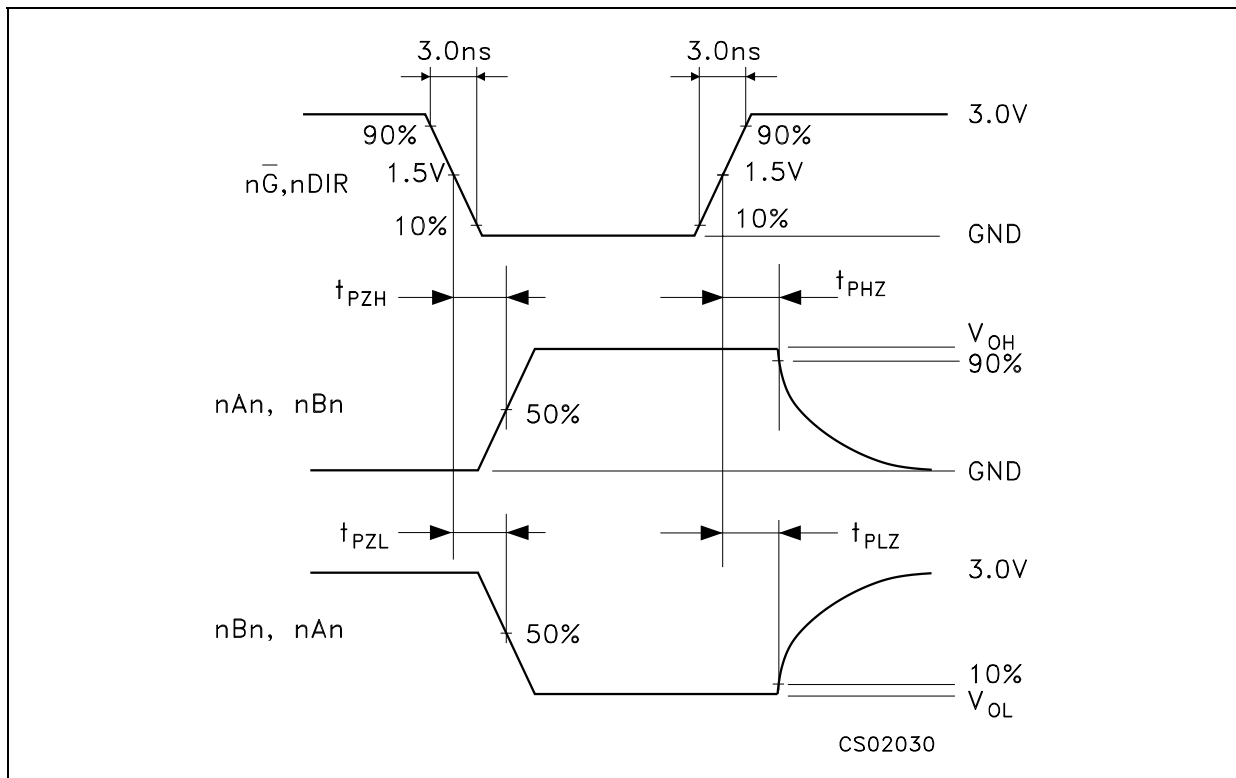 3.0ns 3.0ns
3.0V
90% 90%
nG̅,nDIR 1.5V 1.5V
10% 10%
GND
tPZH tPHZ
VOH
90%
nAn, nBn 50%
GND
tPZL tPLZ
3.0V
nBn, nAn 50%
10%
VOL
CS02030